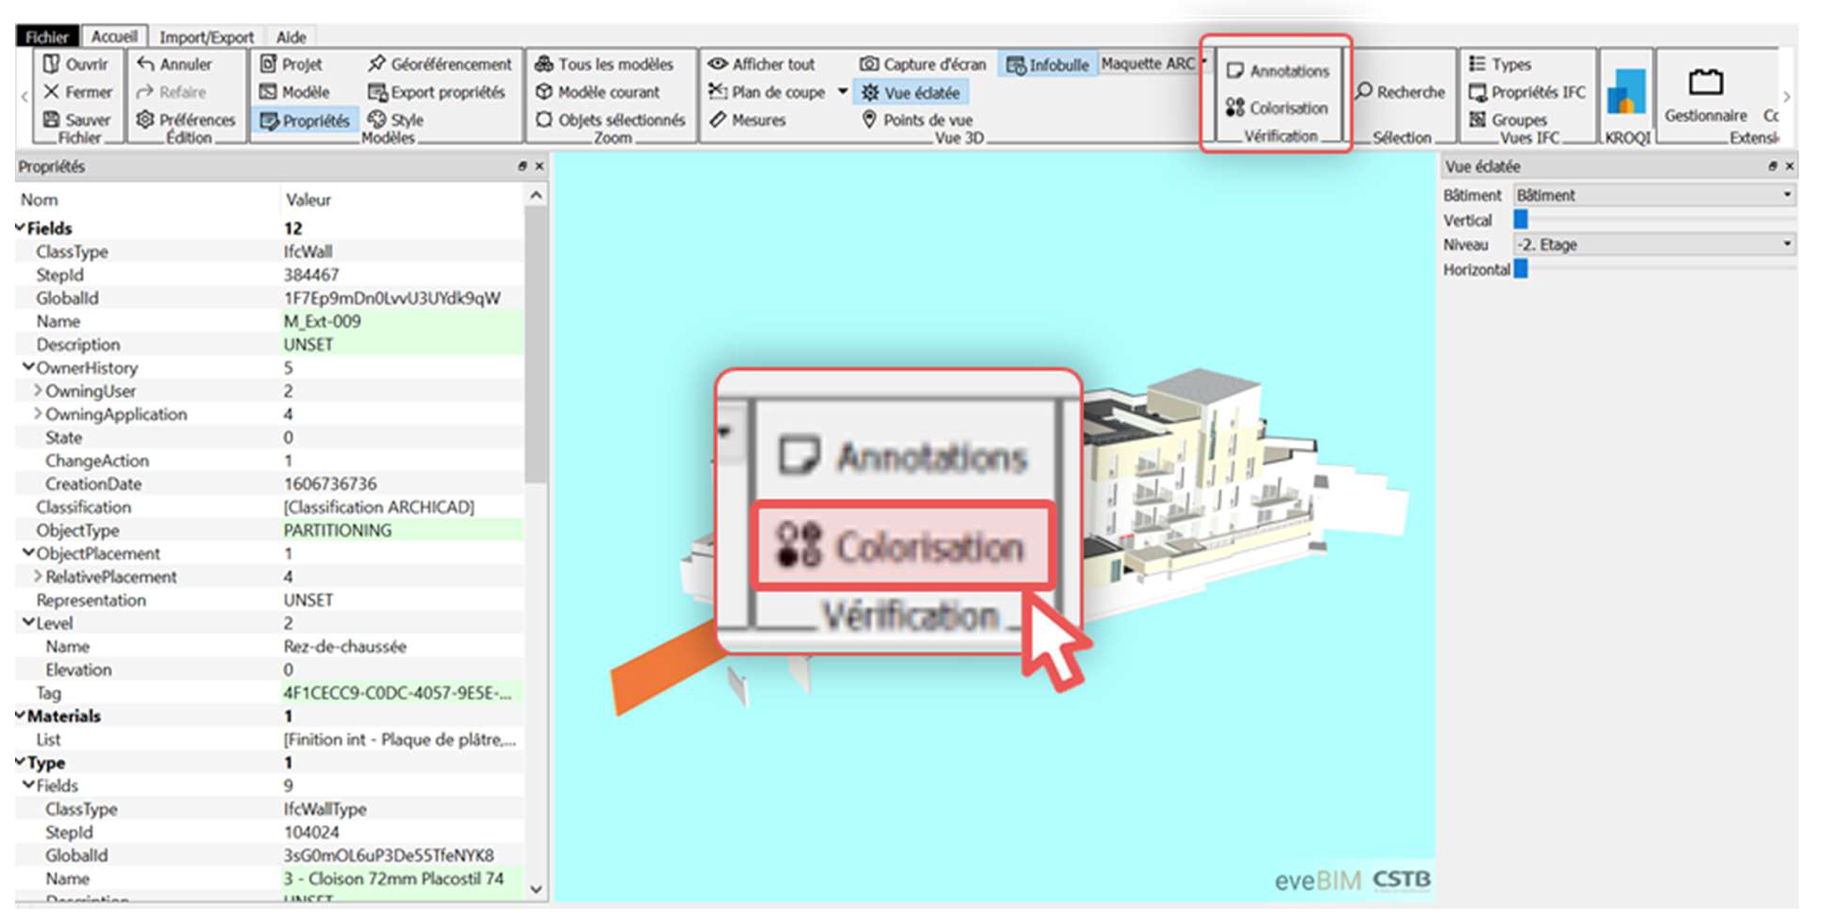 Fichier Accueil Import/Export Aide
Ouvrir Annuler Projet Géoréférencement Tous les modèles Afficher tout Capture d'écran Infobulle Maquette ARC Annotations Types
Fermer Refaire Modèle Export propriétés Modèle courant Plan de coupe Vue éclatée Colorisation Recherche Propriétés IFC Gestionnaire Cc
Sauver Préférences Propriétés Style Objets sélectionnés Mesures Points de vue Groupes
Fichier Édition Modèles Zoom Vue 3D Vérification Sélection Vues IFC KROQI Extensi
Propriétés
Nom Valeur
Fields 12
ClassType IfcWall
StepId 384467
GlobalId 1F7Ep9mDn0LvvU3UYdk9qW
Name M_Ext-009
Description UNSET
OwnerHistory 5
OwningUser 2
OwningApplication 4
State 0
ChangeAction 1
CreationDate 1606736736
Classification [Classification ARCHICAD]
ObjectType PARTITIONING
ObjectPlacement 1
RelativePlacement 4
Representation UNSET
Level 2
Name Rez-de-chaussée
Elevation 0
Tag 4F1CECC9-C0DC-4057-9E5E-...
Materials 1
List [Finition int - Plaque de plâtre,...
Type 1
Fields 9
ClassType IfcWallType
StepId 104024
GlobalId 3sG0mOL6uP3De55TfeNYK8
Name 3 - Cloison 72mm Placostil 74
Description UNSET
Annotations
Colorisation
Vérification
eveBIM CSTB
Vue éclatée
Bâtiment Bâtiment
Vertical
Niveau -2. Etage
Horizontal